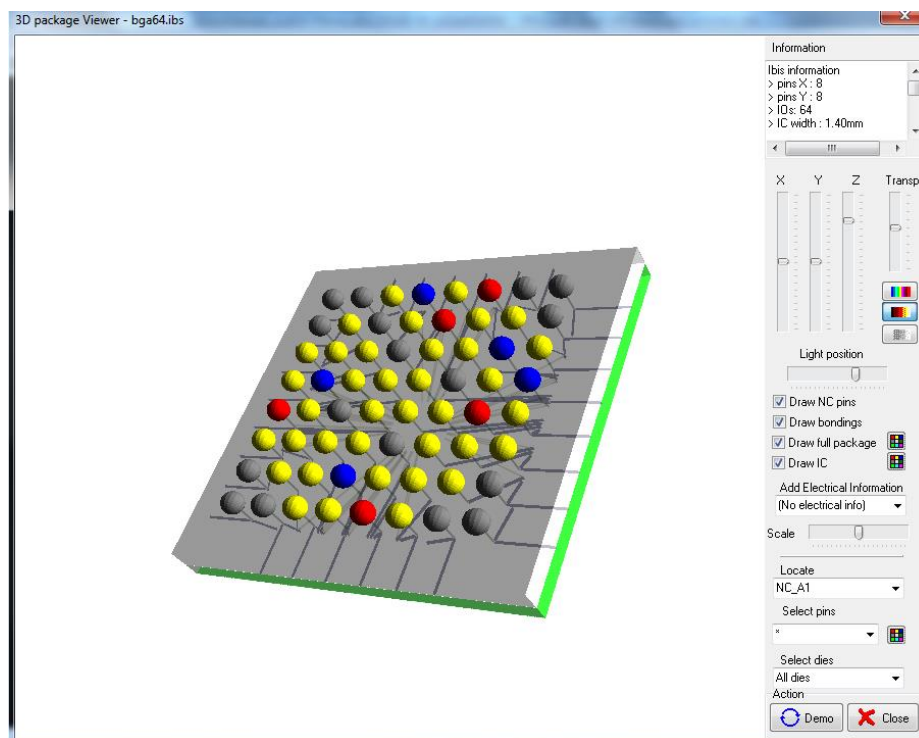 3D package Viewer - bga64.ibs
Information
Ibis information
> pins X : 8
> pins Y : 8
> IOs: 64
> IC width : 1.40mm
X Y Z Transp
Light position
Draw NC pins
Draw bondings
Draw full package
Draw IC
Add Electrical Information
(No electrical info)
Scale
Locate
NC_A1
Select pins
*
Select dies
All dies
Action
Demo Close